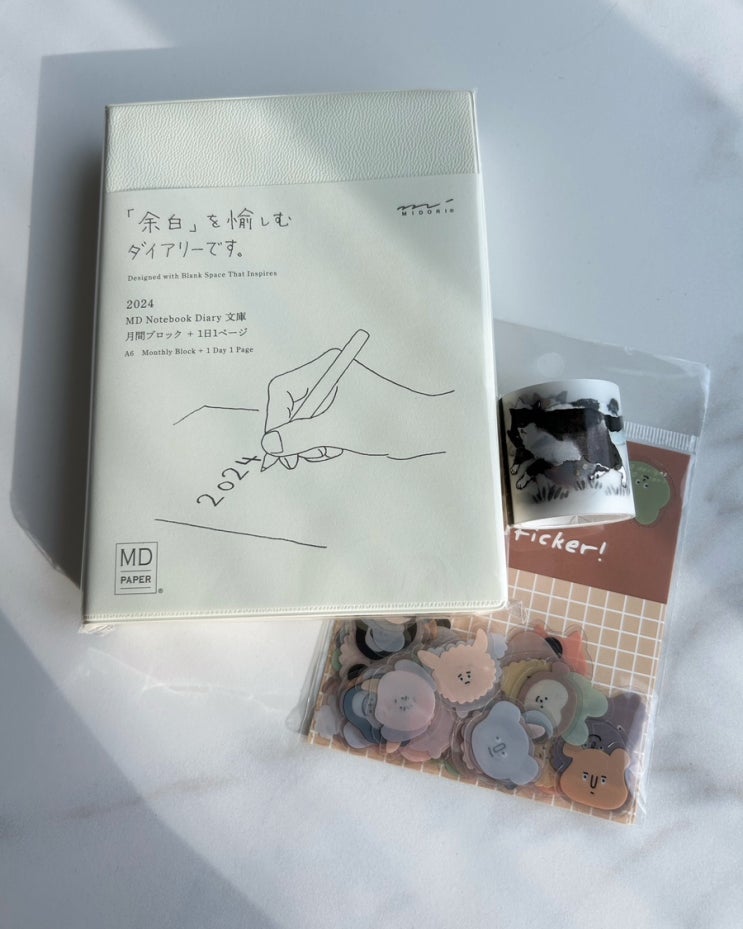 「余白」を愉しむ
ダイアリーです。
MIDORI
Designed with Blank Space That Inspires
2024
MD Notebook Diary 文庫
月間ブロック + 1日1ページ
A6 Monthly Block + 1 Day 1 Page
2024
MD
PAPER
®